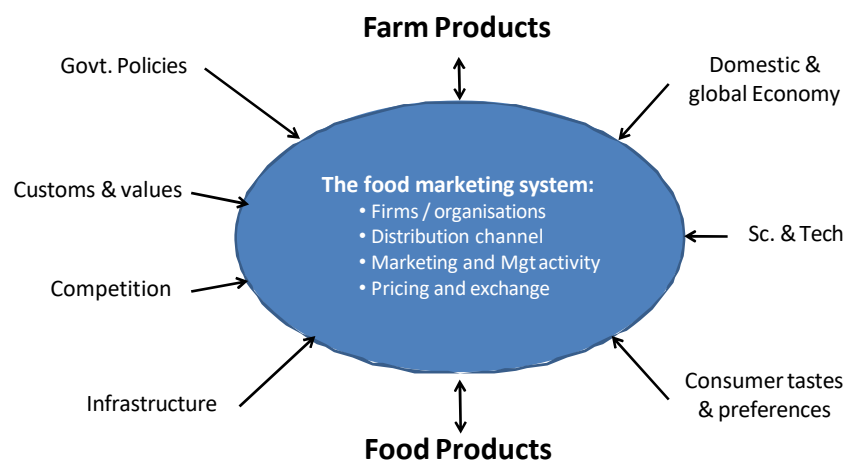 Farm Products
Govt. Policies
Domestic &
global Economy
Customs & values
The food marketing system:
• Firms / organisations
• Distribution channel
• Marketing and Mgt activity
• Pricing and exchange
Sc. & Tech
Competition
Infrastructure
Consumer tastes
& preferences
Food Products